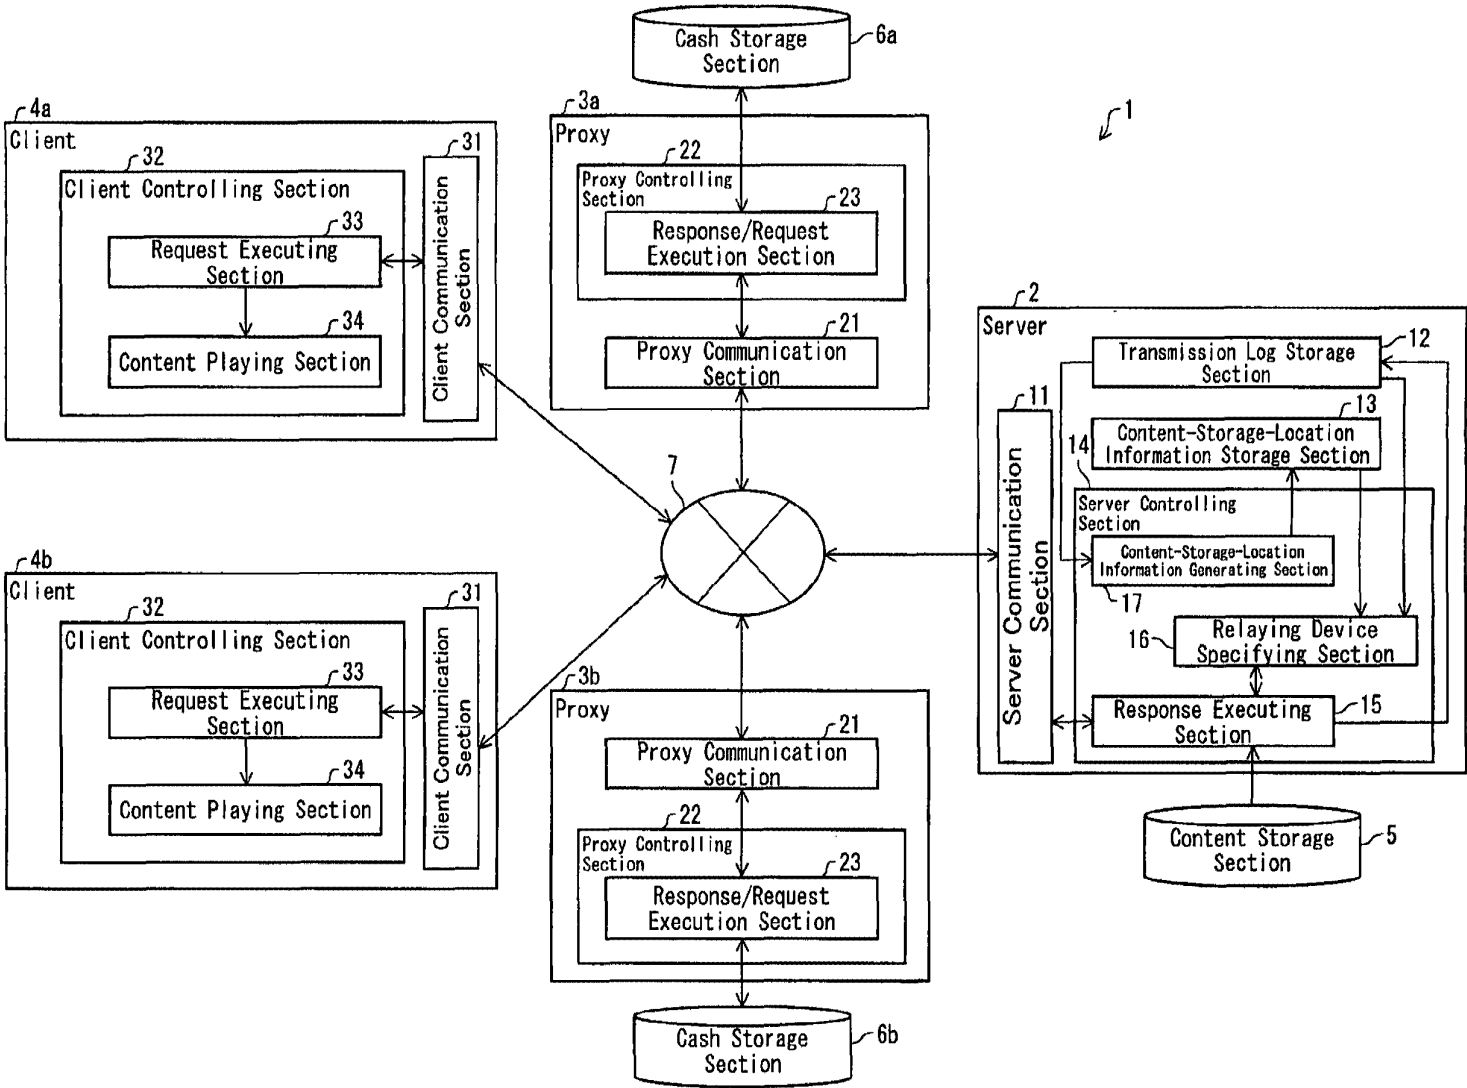 Cash Storage
Section
6a
1
4a
Client
32
Client Controlling Section
33
Request Executing
Section
34
Content Playing Section
31
Client Communication
Section
3a
Proxy
22
Proxy Controlling
Section
23
Response/Request
Execution Section
21
Proxy Communication
Section
7
2
Server
12
Transmission Log Storage
Section
11
Server Communication
Section
13
Content-Storage-Location
Information Storage Section
14
Server Controlling
Section
Content-Storage-Location
Information Generating Section
17
16
Relaying Device
Specifying Section
15
Response Executing
Section
Content Storage
Section
5
4b
Client
32
Client Controlling Section
33
Request Executing
Section
34
Content Playing Section
31
Client Communication
Section
3b
Proxy
21
Proxy Communication
Section
22
Proxy Controlling
Section
23
Response/Request
Execution Section
Cash Storage
Section
6b